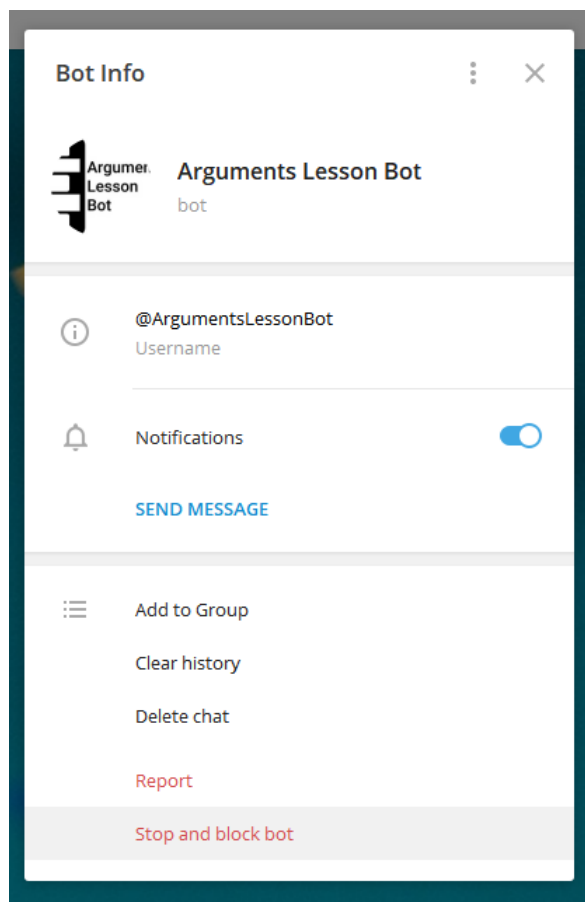 Bot Info
Argumer.
Lesson
Bot
Arguments Lesson Bot
bot
@ArgumentsLessonBot
Username
Notifications
SEND MESSAGE
Add to Group
Clear history
Delete chat
Report
Stop and block bot